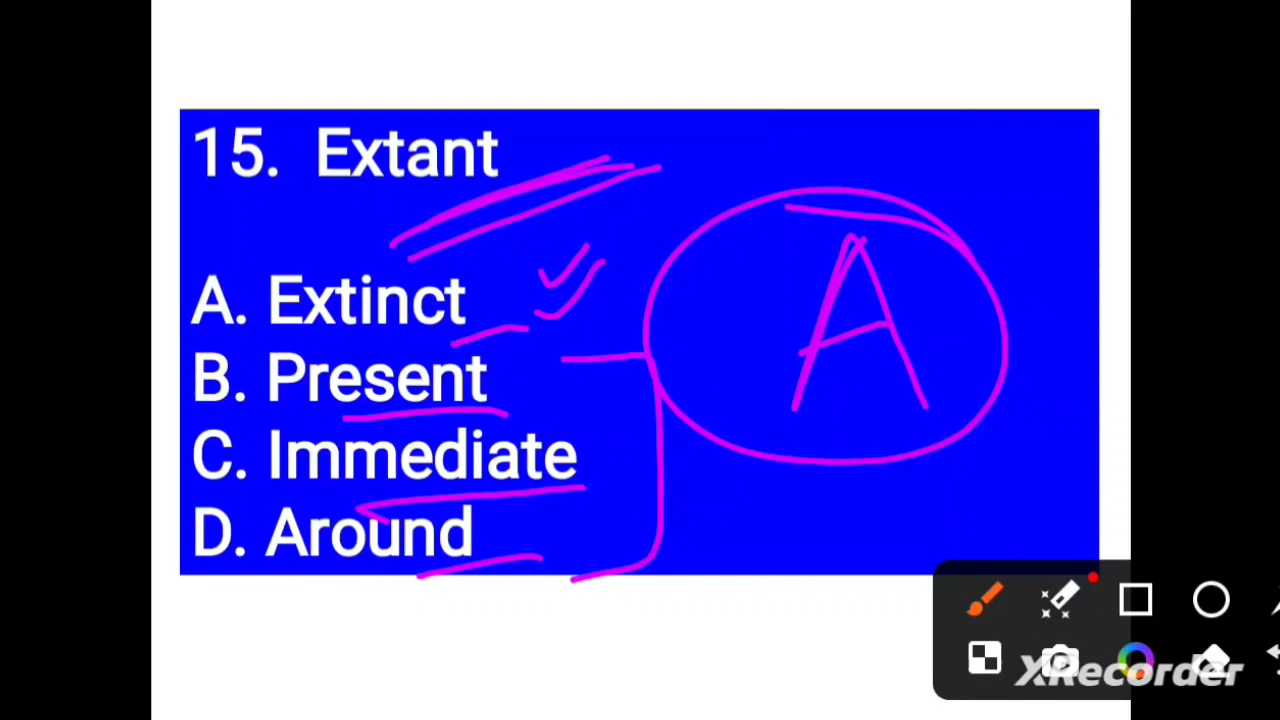 15. Extant
A. Extinct
B. Present
C. Immediate
D. Around
A
XRecorder